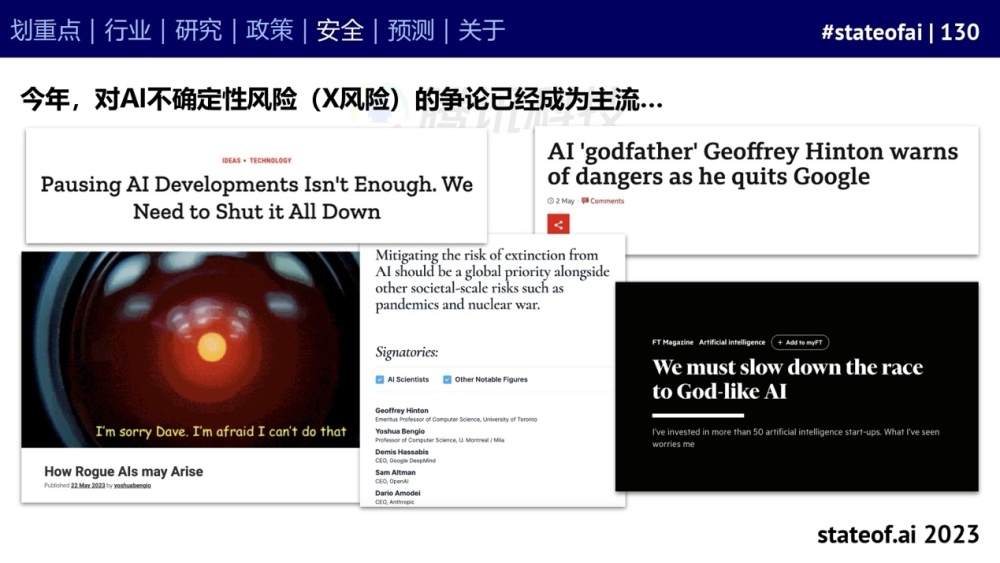 划重点 | 行业 | 研究 | 政策 | 安全 | 预测 | 关于
#stateofai | 130
今年，对AI不确定性风险（X风险）的争论已经成为主流...
腾讯科技
IDEAS • TECHNOLOGY
Pausing AI Developments Isn't Enough. We
Need to Shut it All Down
AI 'godfather' Geoffrey Hinton warns
of dangers as he quits Google
2 May · Comments
I'm sorry Dave. I'm afraid I can't do that
How Rogue AIs may Arise
Published 22 May 2023 by yoshuabengio
Mitigating the risk of extinction from
AI should be a global priority alongside
other societal-scale risks such as
pandemics and nuclear war.
Signatories:
AI Scientists Other Notable Figures
Geoffrey Hinton
Emeritus Professor of Computer Science, University of Toronto
Yoshua Bengio
Professor of Computer Science, U. Montreal / Mila
Demis Hassabis
CEO, Google DeepMind
Sam Altman
CEO, OpenAI
Dario Amodei
CEO, Anthropic
FT Magazine Artificial intelligence + Add to myFT
We must slow down the race
to God-like AI
I've invested in more than 50 artificial intelligence start-ups. What I've seen
worries me
stateof.ai 2023